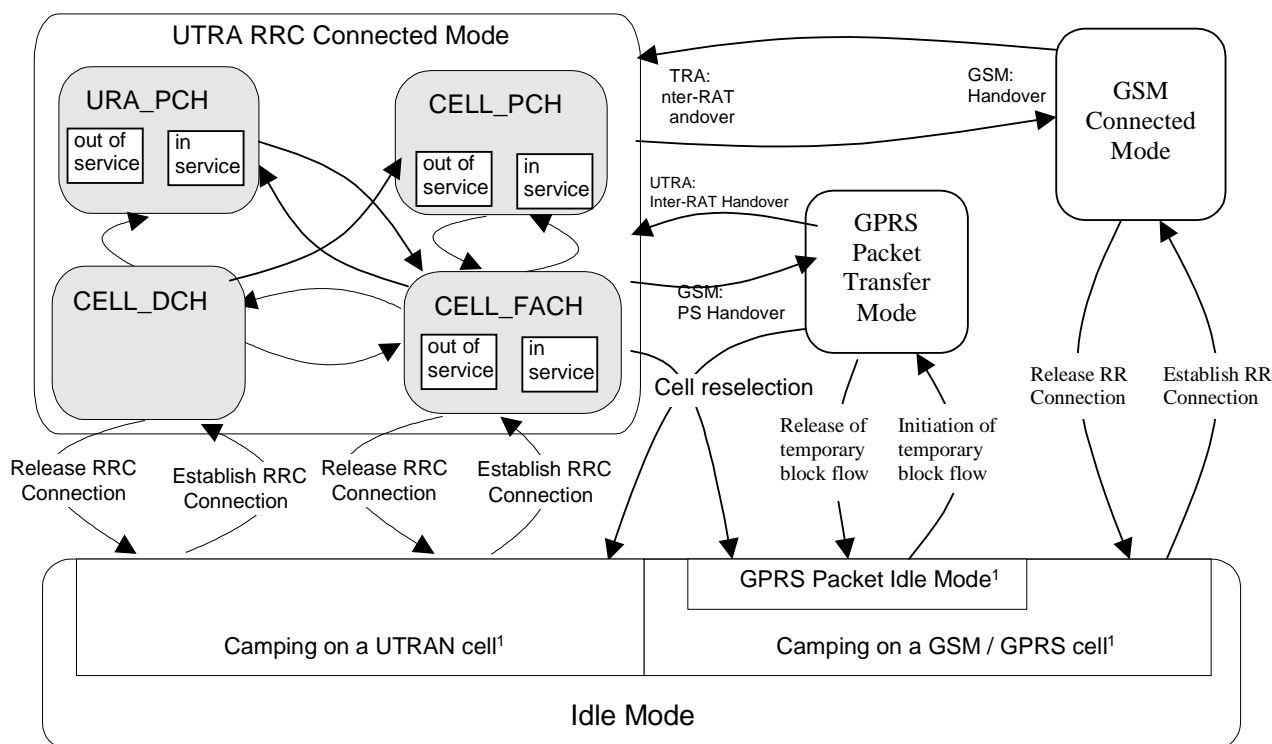 UTRA RRC Connected Mode
URA_PCH
out of
service
in
service
CELL_PCH
out of
service
in
service
CELL_DCH
CELL_FACH
out of
service
in
service
TRA:
nter-RAT
andover
GSM:
Handover
GSM
Connected
Mode
UTRA:
Inter-RAT Handover
GPRS
Packet
Transfer
Mode
GSM:
PS Handover
Cell reselection
Release RRC
Connection
Establish RRC
Connection
Release RRC
Connection
Establish RRC
Connection
Release of
temporary
block flow
Initiation of
temporary
block flow
Release RR
Connection
Establish RR
Connection
GPRS Packet Idle Mode¹
Camping on a UTRAN cell¹
Camping on a GSM / GPRS cell¹
Idle Mode